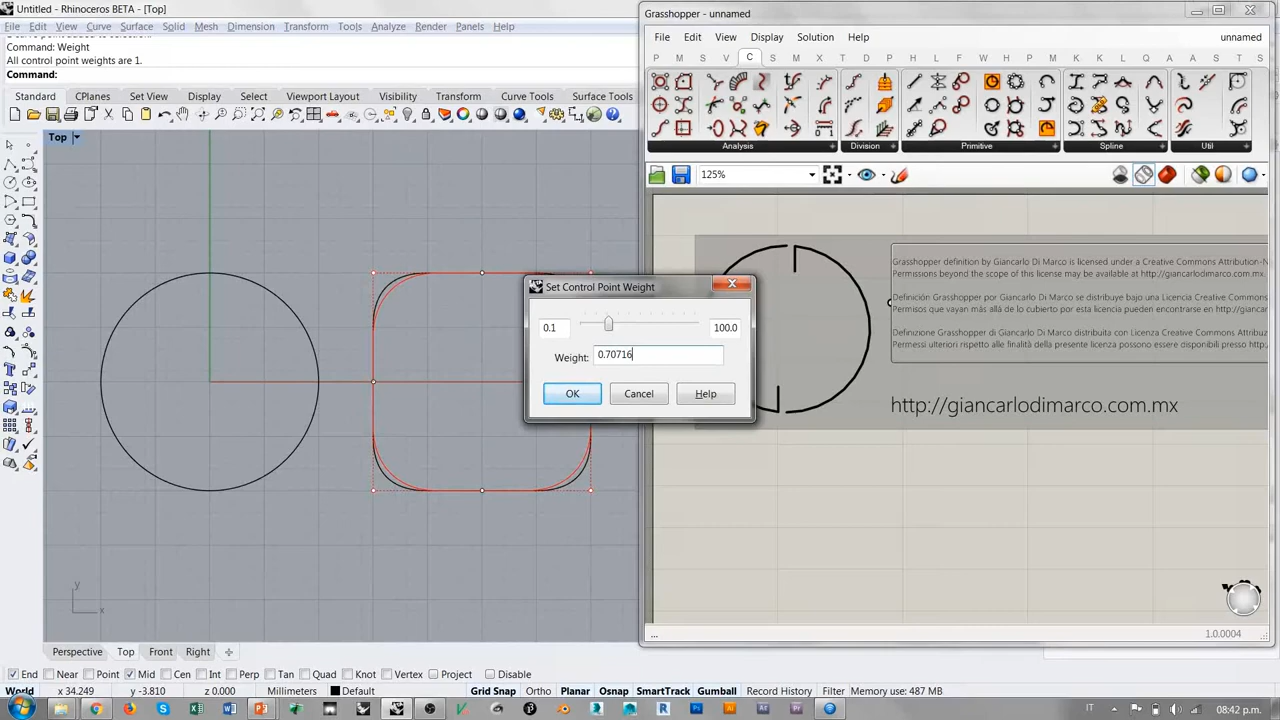 Untitled - Rhinoceros BETA - [Top]
File Edit View Curve Surface Solid Mesh Dimension Transform Tools Analyze Render Panels Help
Command: Weight
All control point weights are 1.
Command:
Standard CPlanes Set View Display Select Viewport Layout Visibility Transform Curve Tools Surface Tools
Top
y
x
Grasshopper - unnamed
File Edit View Display Solution Help unnamed
P M S V C S M I T X D P A U W F M K E H L P S T S
Analysis Division Primitive Spline Util
125%
Grasshopper definition by Giancarlo Di Marco is licensed under a Creative Commons Attribution-N
Permissions beyond the scope of this license may be available at http://giancarlodimarco.com.mx.
Definición Grasshopper por Giancarlo Di Marco se distribuye bajo una Licencia Creative Commons
Permisos que vayan más allá de lo cubierto por esta licencia pueden encontrarse en http://giancar
Definizione Grasshopper di Giancarlo Di Marco distribuita con Licenza Creative Commons Attribuz
Permessi ulteriori rispetto alle finalità della presente licenza possono essere disponibili presso http:
http://giancarlodimarco.com.mx
...
1.0.0004
Set Control Point Weight
0.1 100.0
Weight: 0.70716
OK Cancel Help
Perspective Top Front Right
End Near Point Mid Cen Int Perp Tan Quad Knot Vertex Project Disable
World x 34.249 y -3.810 z 0.000 Millimeters Default Grid Snap Ortho Planar Osnap SmartTrack Gumball Record History Filter Memory use: 487 MB
IT 08:42 p.m.